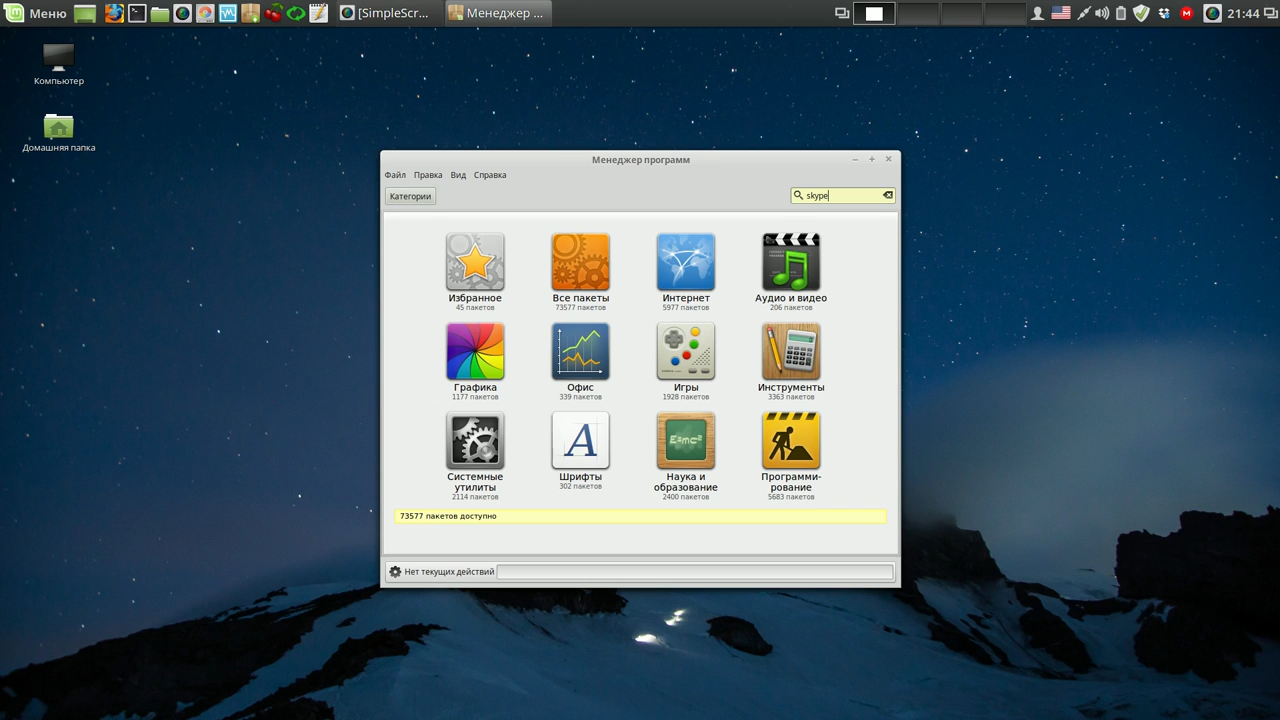 Меню
[SimpleScr...
Менеджер ...
21:44
Компьютер
Домашняя папка
Менеджер программ
Файл Правка Вид Справка
Категории
skype
Избранное
45 пакетов
Все пакеты
73577 пакетов
Интернет
5977 пакетов
Аудио и видео
206 пакетов
Графика
1177 пакетов
Офис
339 пакетов
Игры
1928 пакетов
Инструменты
3363 пакетов
Системные
утилиты
2114 пакетов
A
Шрифты
302 пакетов
E=mc²
Наука и
образование
2400 пакетов
Программи-
рование
5683 пакетов
73577 пакетов доступно
Нет текущих действий